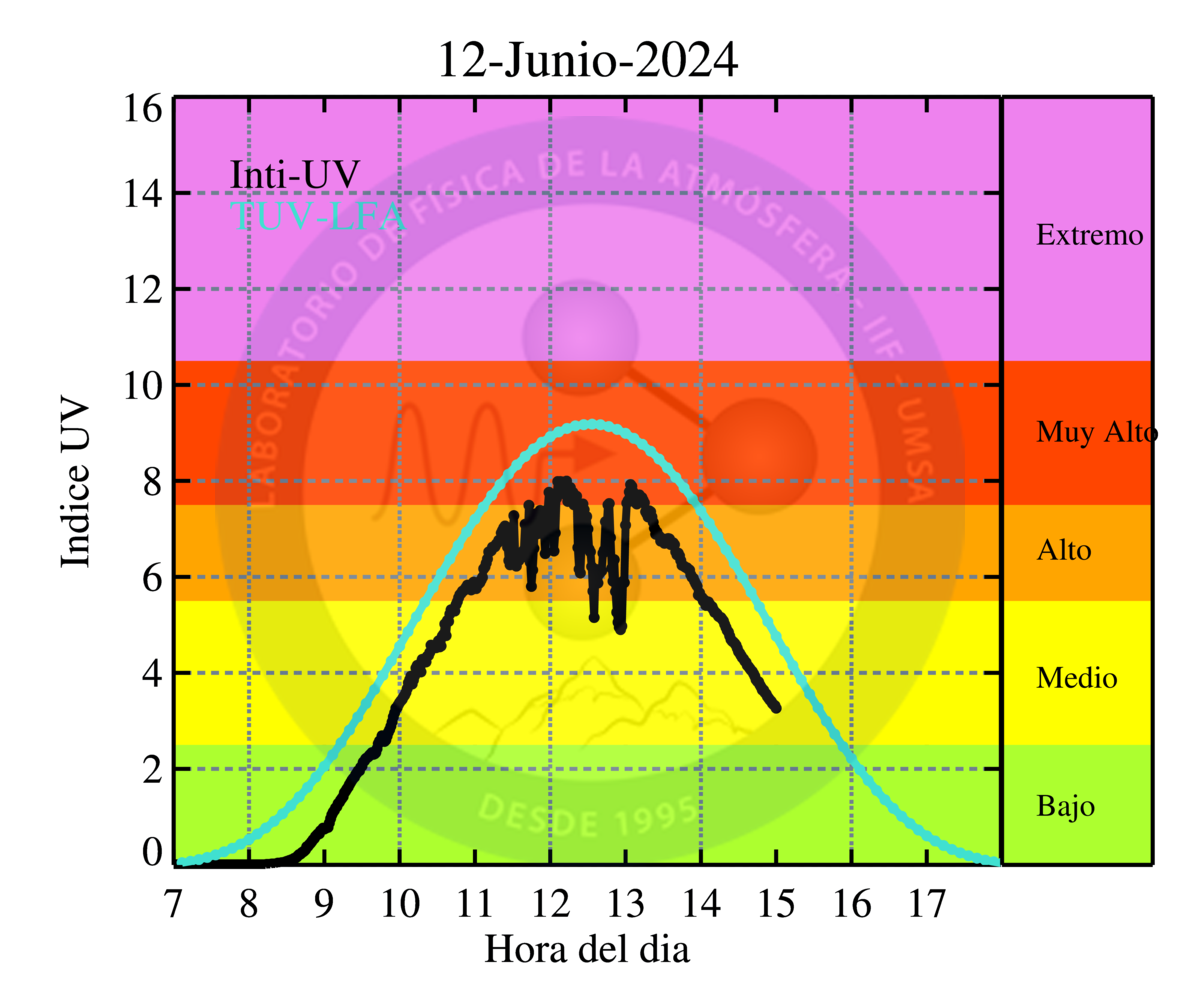 12-Junio-2024
16
14
12
10
8
6
4
2
0
Indice UV
Inti-UV
TUV-LFA
LABORATORIO DE FÍSICA DE LA ATMÓSFERA - IIF - UMSA
DESDE 1995
Extremo
Muy Alto
Alto
Medio
Bajo
7 8 9 10 11 12 13 14 15 16 17
Hora del dia